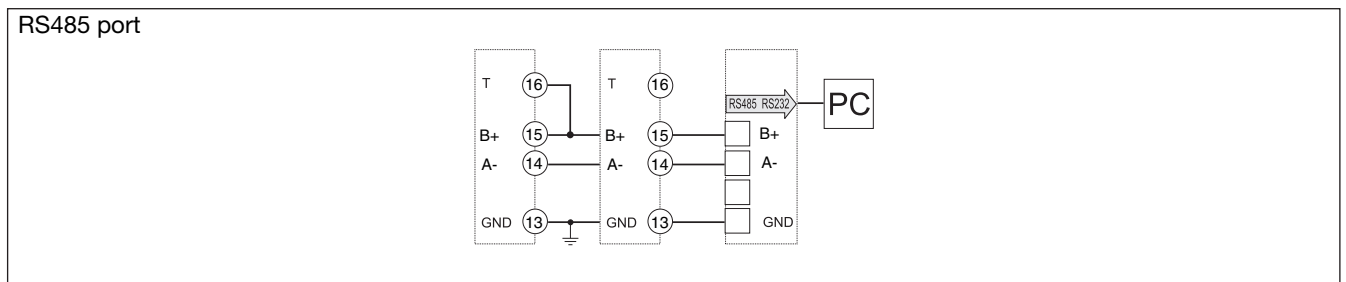 RS485 port
T 16 T 16
RS485 RS232 PC
B+ 15 B+ 15 B+
A- 14 A- 14 A-
GND 13 GND 13 GND